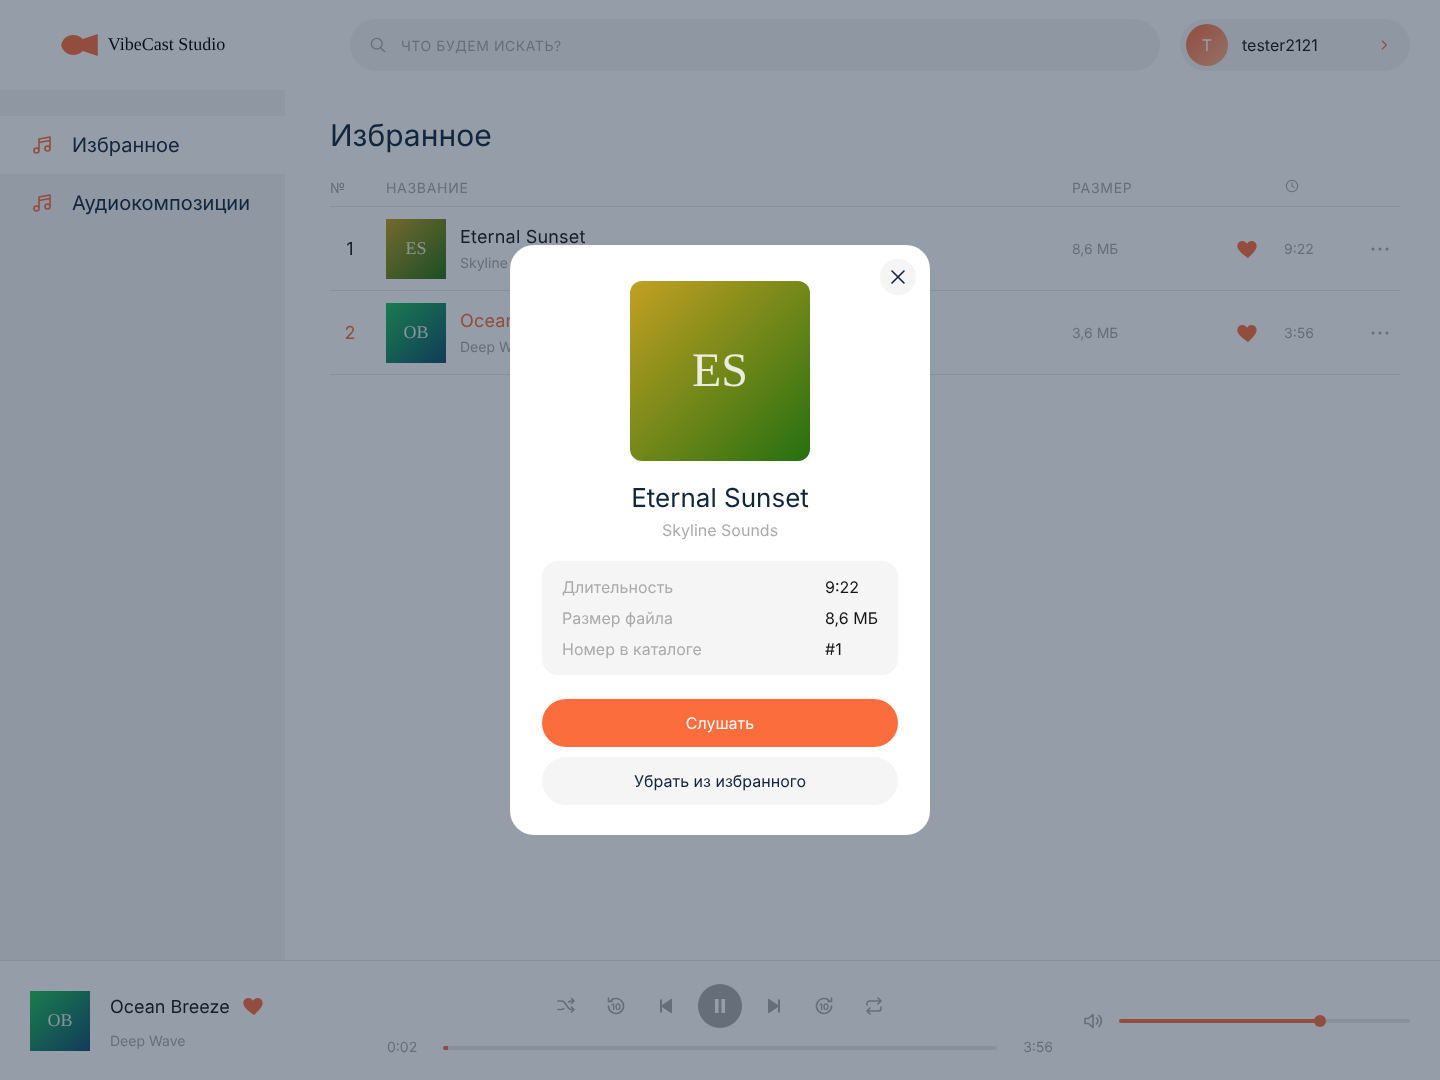 VibeCast Studio
ЧТО БУДЕМ ИСКАТЬ?
T
tester2121
Избранное
Аудиокомпозиции
Избранное
№ НАЗВАНИЕ РАЗМЕР
1 ES Eternal Sunset 8,6 МБ 9:22
Skyline
2 OB Ocean 3,6 МБ 3:56
Deep W
ES
Eternal Sunset
Skyline Sounds
Длительность 9:22
Размер файла 8,6 МБ
Номер в каталоге #1
Слушать
Убрать из избранного
OB
Ocean Breeze
Deep Wave
10
10
0:02
3:56